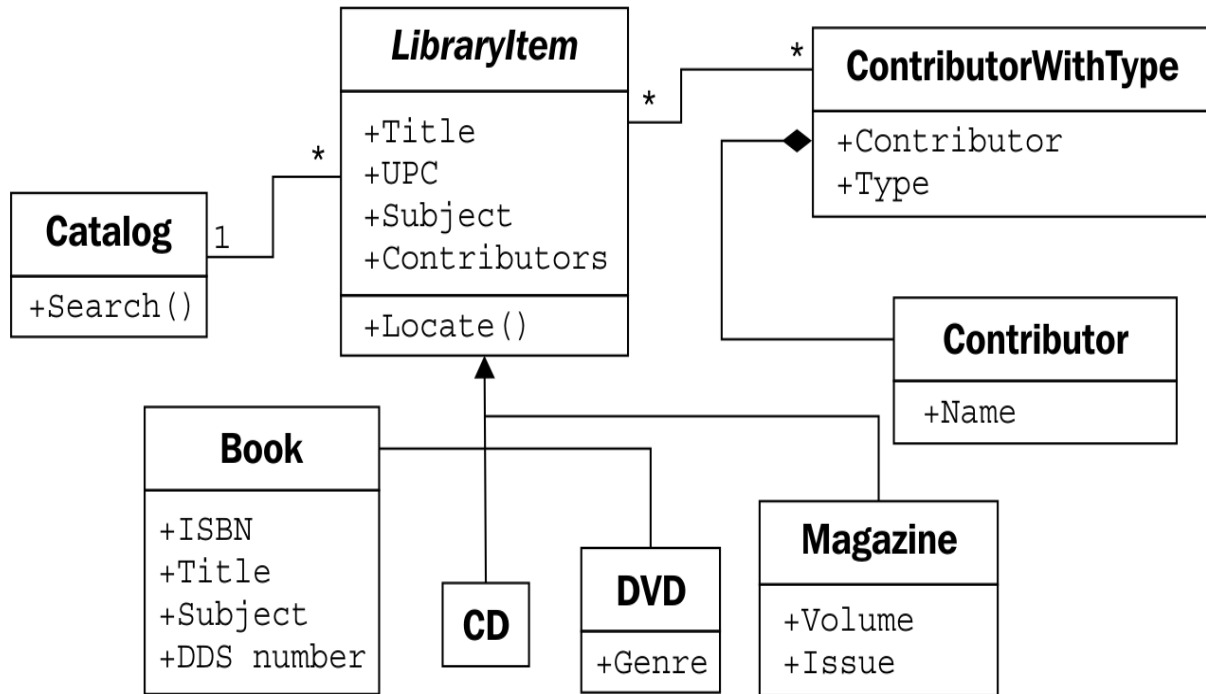 LibraryItem
+Title
+UPC
+Subject
+Contributors
+Locate()
*
*
*
1
ContributorWithType
+Contributor
+Type
Catalog
+Search()
Contributor
+Name
Book
+ISBN
+Title
+Subject
+DDS number
CD
DVD
+Genre
Magazine
+Volume
+Issue